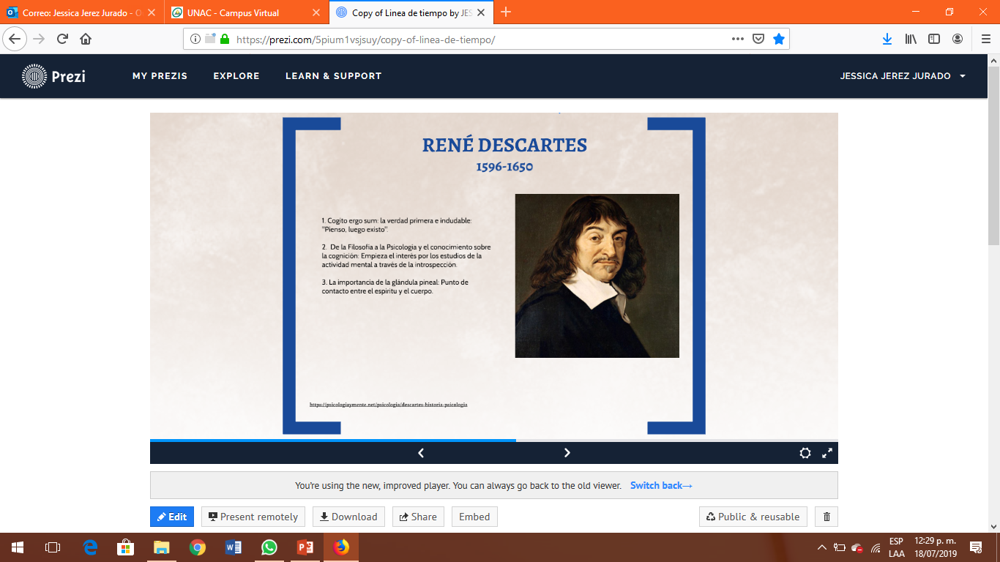 Correo: Jessica Jerez Jurado - O
UNAC - Campus Virtual
Copy of Linea de tiempo by JES
https://prezi.com/5pium1vsjsuy/copy-of-linea-de-tiempo/
Prezi
MY PREZIS
EXPLORE
LEARN & SUPPORT
JESSICA JEREZ JURADO
RENÉ DESCARTES
1596-1650
1. Cogito ergo sum: la verdad primera e indudable:
"Pienso, luego existo".
2. De la Filosofía a la Psicología y el conocimiento sobre
la cognición: Empieza el interés por los estudios de la
actividad mental a través de la introspección.
3. La importancia de la glándula pineal: Punto de
contacto entre el espíritu y el cuerpo.
https://psicologiaymente.net/psicologia/descartes-historia-psicologia
You're using the new, improved player. You can always go back to the old viewer. Switch back→
Edit
Present remotely
Download
Share
Embed
Public & reusable
ESP
LAA
12:29 p. m.
18/07/2019